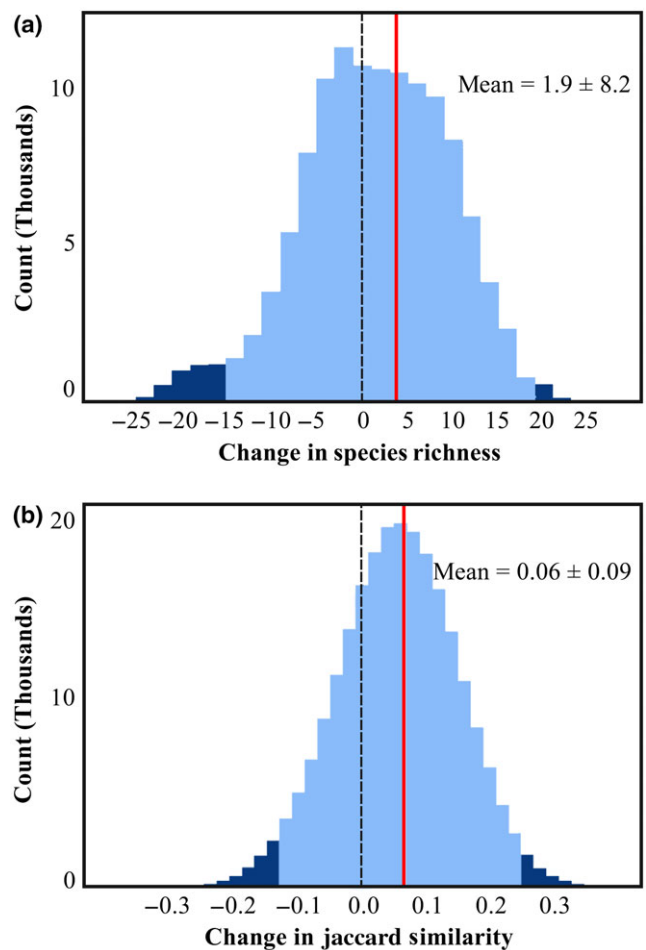 (a)
Mean = 1.9 ± 8.2
10
5
0
Count (Thousands)
−25 −20 −15 −10 −5 0 5 10 15 20 25
Change in species richness
(b)
20
Mean = 0.06 ± 0.09
10
0
Count (Thousands)
−0.3 −0.2 −0.1 0.0 0.1 0.2 0.3
Change in jaccard similarity